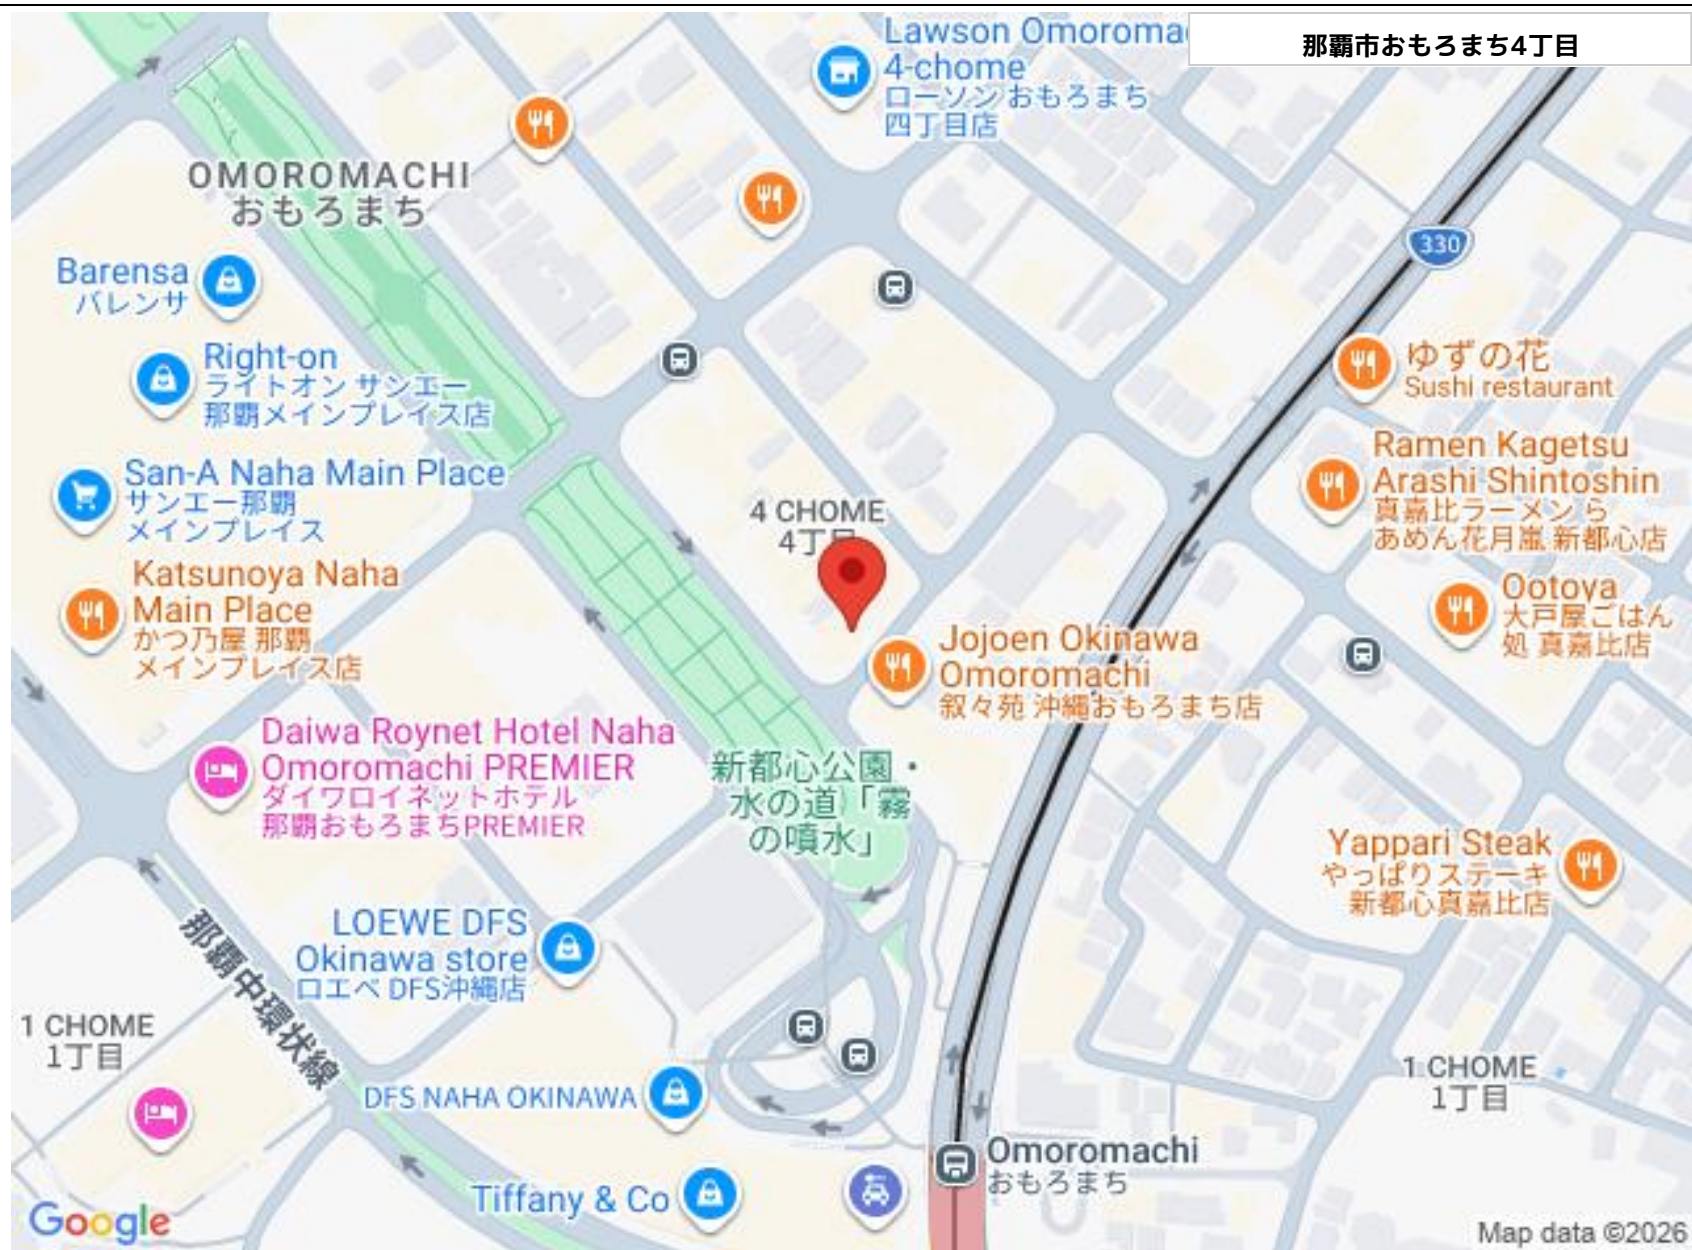 那覇市おもろまち4丁目
Lawson Omoroma
4-chome
ローソン おもろまち
四丁目店
OMOROMACHI
おもろまち
Barensa
バレンサ
330
Right-on
ライトオン サンエー
那覇メインプレイス店
ゆずの花
Sushi restaurant
San-A Naha Main Place
サンエー那覇
メインプレイス
Ramen Kagetsu
Arashi Shintoshin
真嘉比ラーメン ら
あめん花月嵐 新都心店
4 CHOME
4丁目
Katsunoya Naha
Main Place
かつ乃屋 那覇
メインプレイス店
Ootoya
大戸屋ごはん
処 真嘉比店
Jojoen Okinawa
Omoromachi
叙々苑 沖縄おもろまち店
Daiwa Roynet Hotel Naha
Omoromachi PREMIER
ダイワロイネットホテル
那覇おもろまちPREMIER
新都心公園・
水の道「霧
の噴水」
Yappari Steak
やっぱりステーキ
新都心真嘉比店
LOEWE DFS
Okinawa store
ロエベ DFS沖縄店
那覇中環状線
1 CHOME
1丁目
DFS NAHA OKINAWA
1 CHOME
1丁目
Omoromachi
おもろまち
Tiffany & Co
Google
Map data ©2026